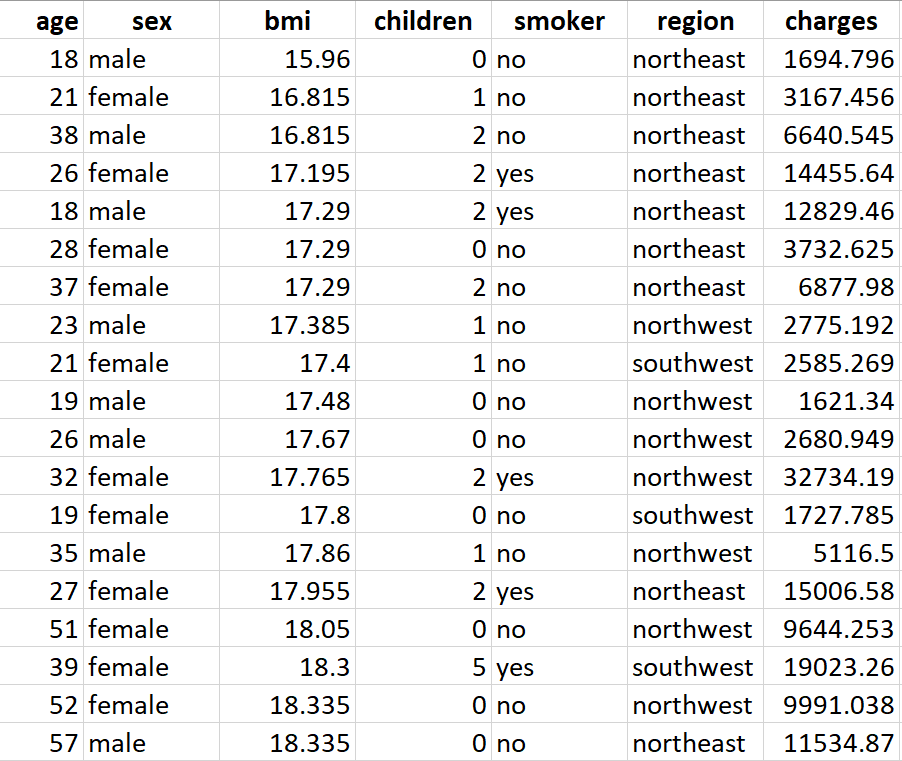 age sex bmi children smoker region charges
18 male 15.96 0 no northeast 1694.796
21 female 16.815 1 no northeast 3167.456
38 male 16.815 2 no northeast 6640.545
26 female 17.195 2 yes northeast 14455.64
18 male 17.29 2 yes northeast 12829.46
28 female 17.29 0 no northeast 3732.625
37 female 17.29 2 no northeast 6877.98
23 male 17.385 1 no northwest 2775.192
21 female 17.4 1 no southwest 2585.269
19 male 17.48 0 no northwest 1621.34
26 male 17.67 0 no northwest 2680.949
32 female 17.765 2 yes northwest 32734.19
19 female 17.8 0 no southwest 1727.785
35 male 17.86 1 no northwest 5116.5
27 female 17.955 2 yes northeast 15006.58
51 female 18.05 0 no northwest 9644.253
39 female 18.3 5 yes southwest 19023.26
52 female 18.335 0 no northwest 9991.038
57 male 18.335 0 no northeast 11534.87